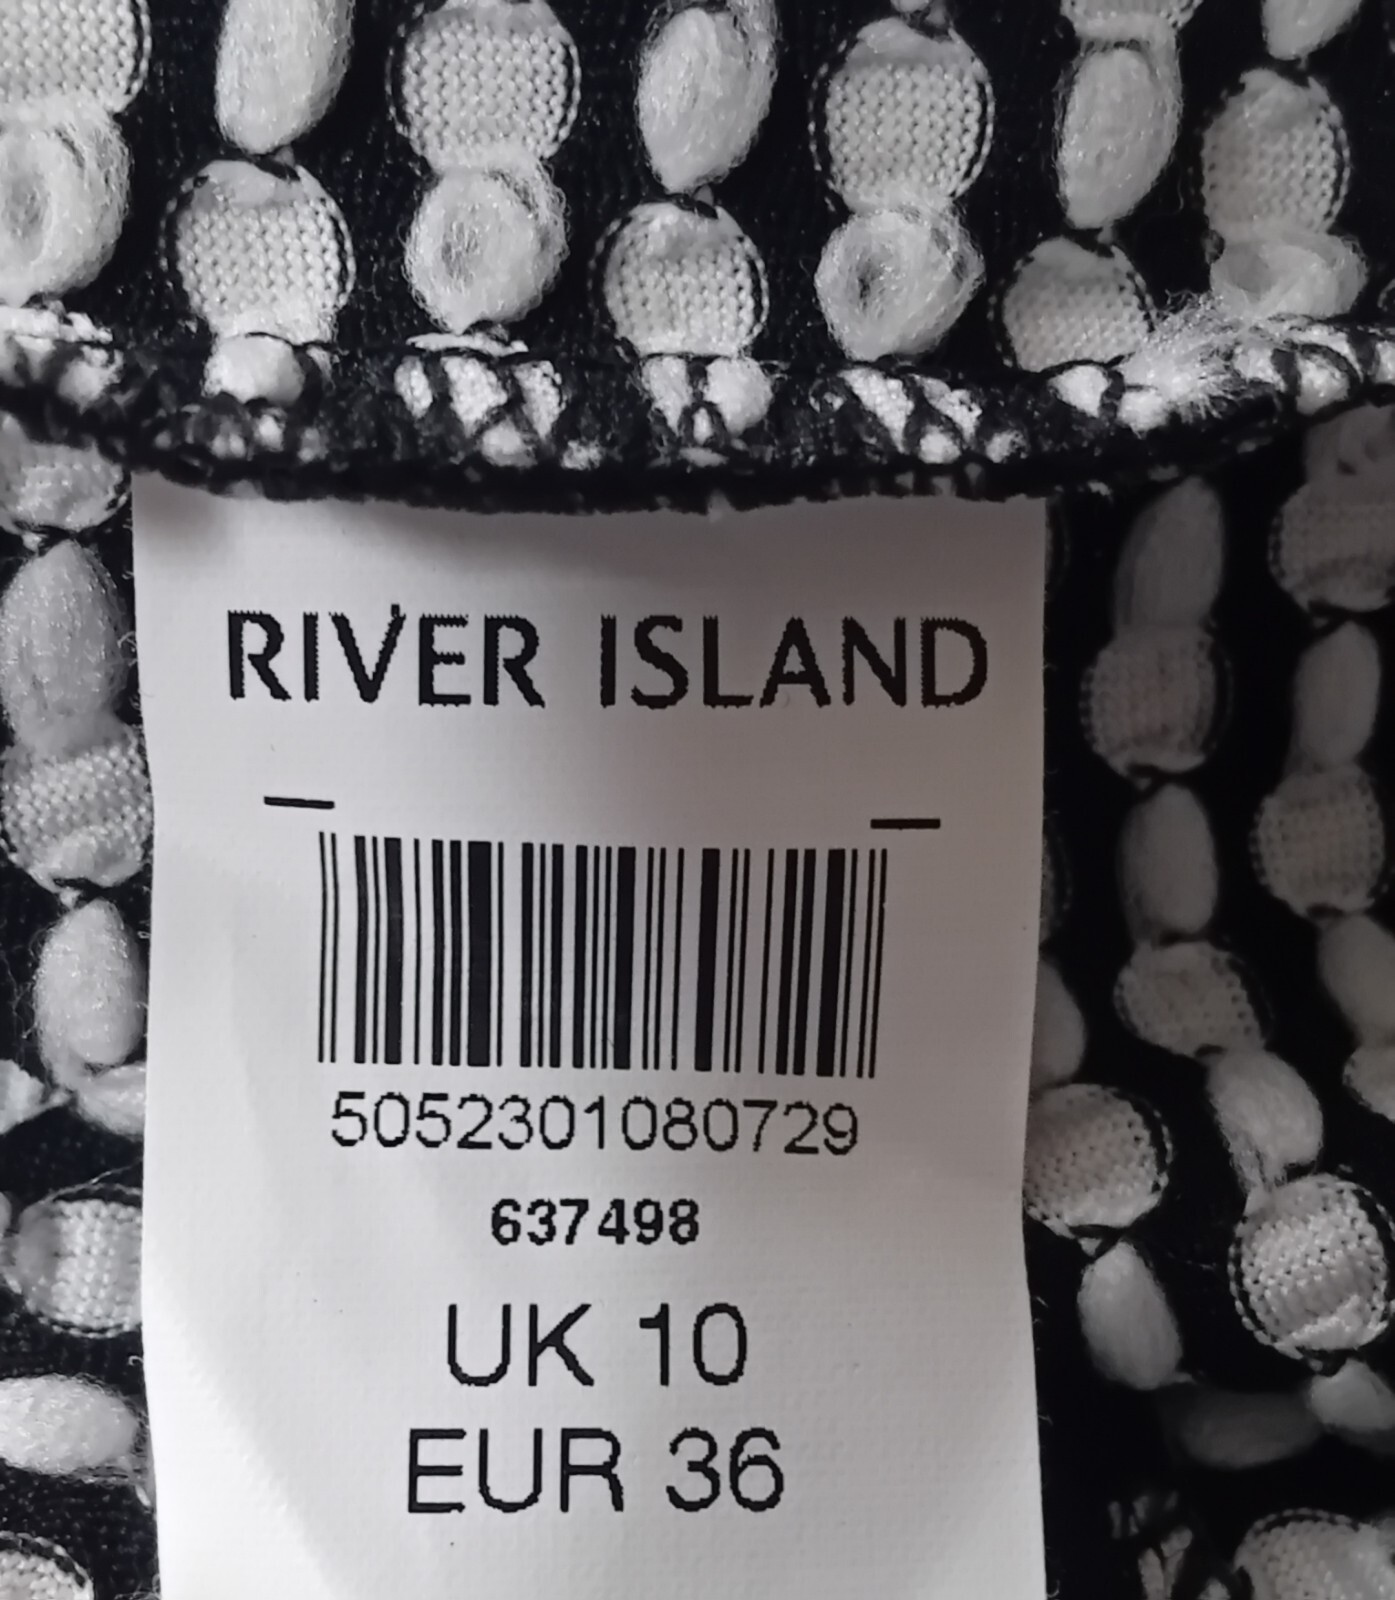 RIVER ISLAND
5052301080729
637498
UK 10
EUR 36